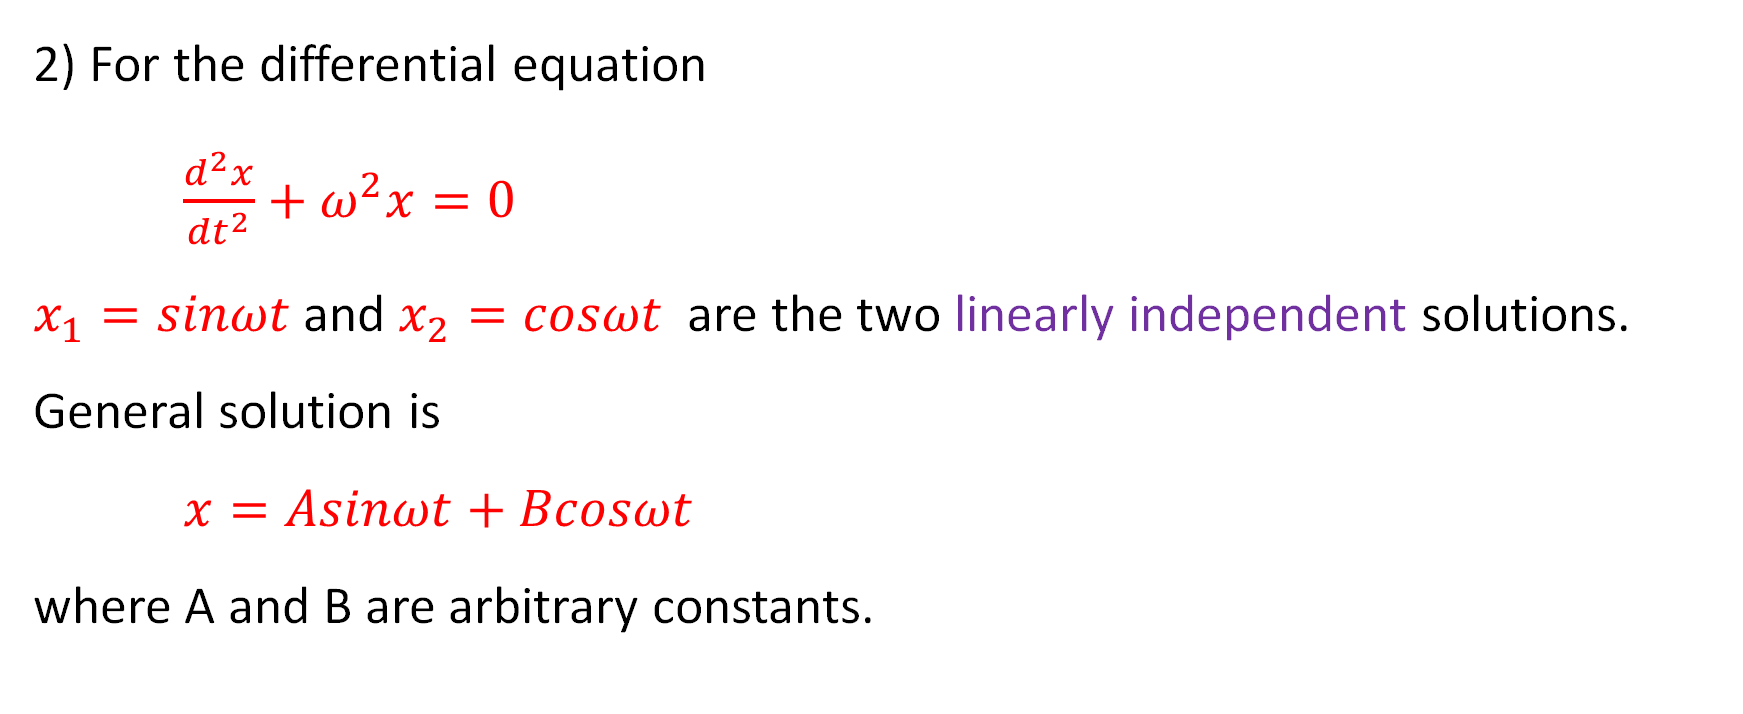 2) For the differential equation
d²x/dt² + ω²x = 0
x₁ = sinωt and x₂ = cosωt are the two linearly independent solutions.
General solution is
x = Asinωt + Bcosωt
where A and B are arbitrary constants.